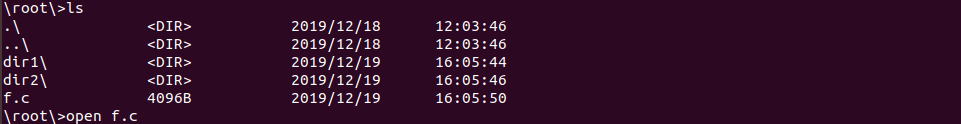 \root\>ls
.\ <DIR> 2019/12/18 12:03:46
..\ <DIR> 2019/12/18 12:03:46
dir1\ <DIR> 2019/12/19 16:05:44
dir2\ <DIR> 2019/12/19 16:05:46
f.c 4096B 2019/12/19 16:05:50
\root\>open f.c